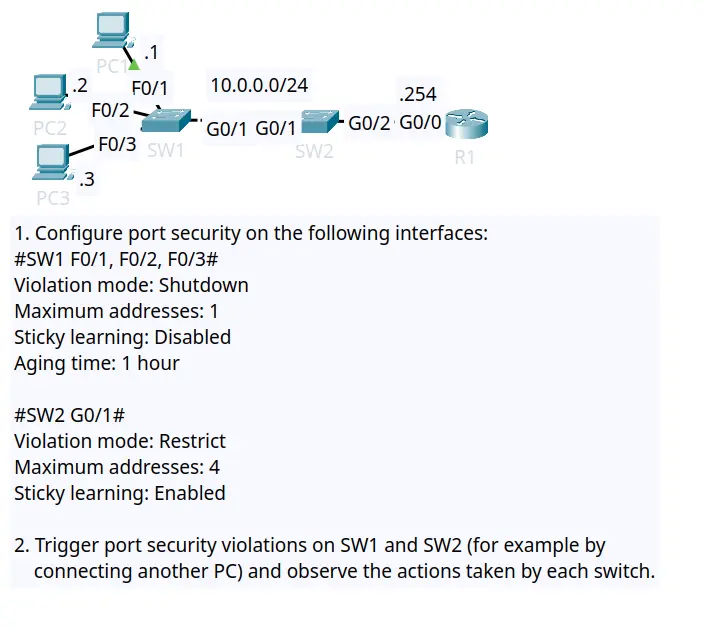 .1
PC1
.2
F0/1
10.0.0.0/24
.254
F0/2
PC2
G0/1
G0/1
G0/2
G0/0
F0/3
SW1
SW2
R1
.3
PC3
1. Configure port security on the following interfaces:
#SW1 F0/1, F0/2, F0/3#
Violation mode: Shutdown
Maximum addresses: 1
Sticky learning: Disabled
Aging time: 1 hour
#SW2 G0/1#
Violation mode: Restrict
Maximum addresses: 4
Sticky learning: Enabled
2. Trigger port security violations on SW1 and SW2 (for example by
connecting another PC) and observe the actions taken by each switch.